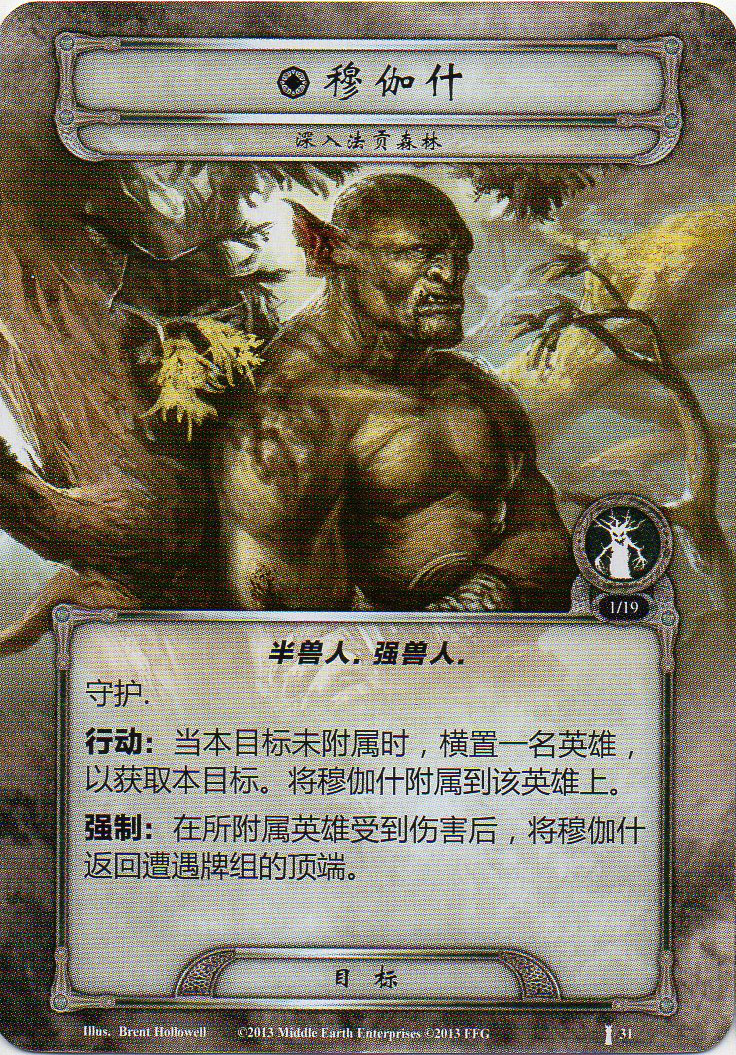 穆伽什
深入法贡森林
1/19
半兽人. 强兽人.
守护.
行动：当本目标未附属时，横置一名英雄，
以获取本目标。将穆伽什附属到该英雄上。
强制：在所附属英雄受到伤害后，将穆伽什
返回遭遇牌组的顶端。
目标
Illus. Brent Hollowell ©2013 Middle Earth Enterprises ©2013 FFG 31